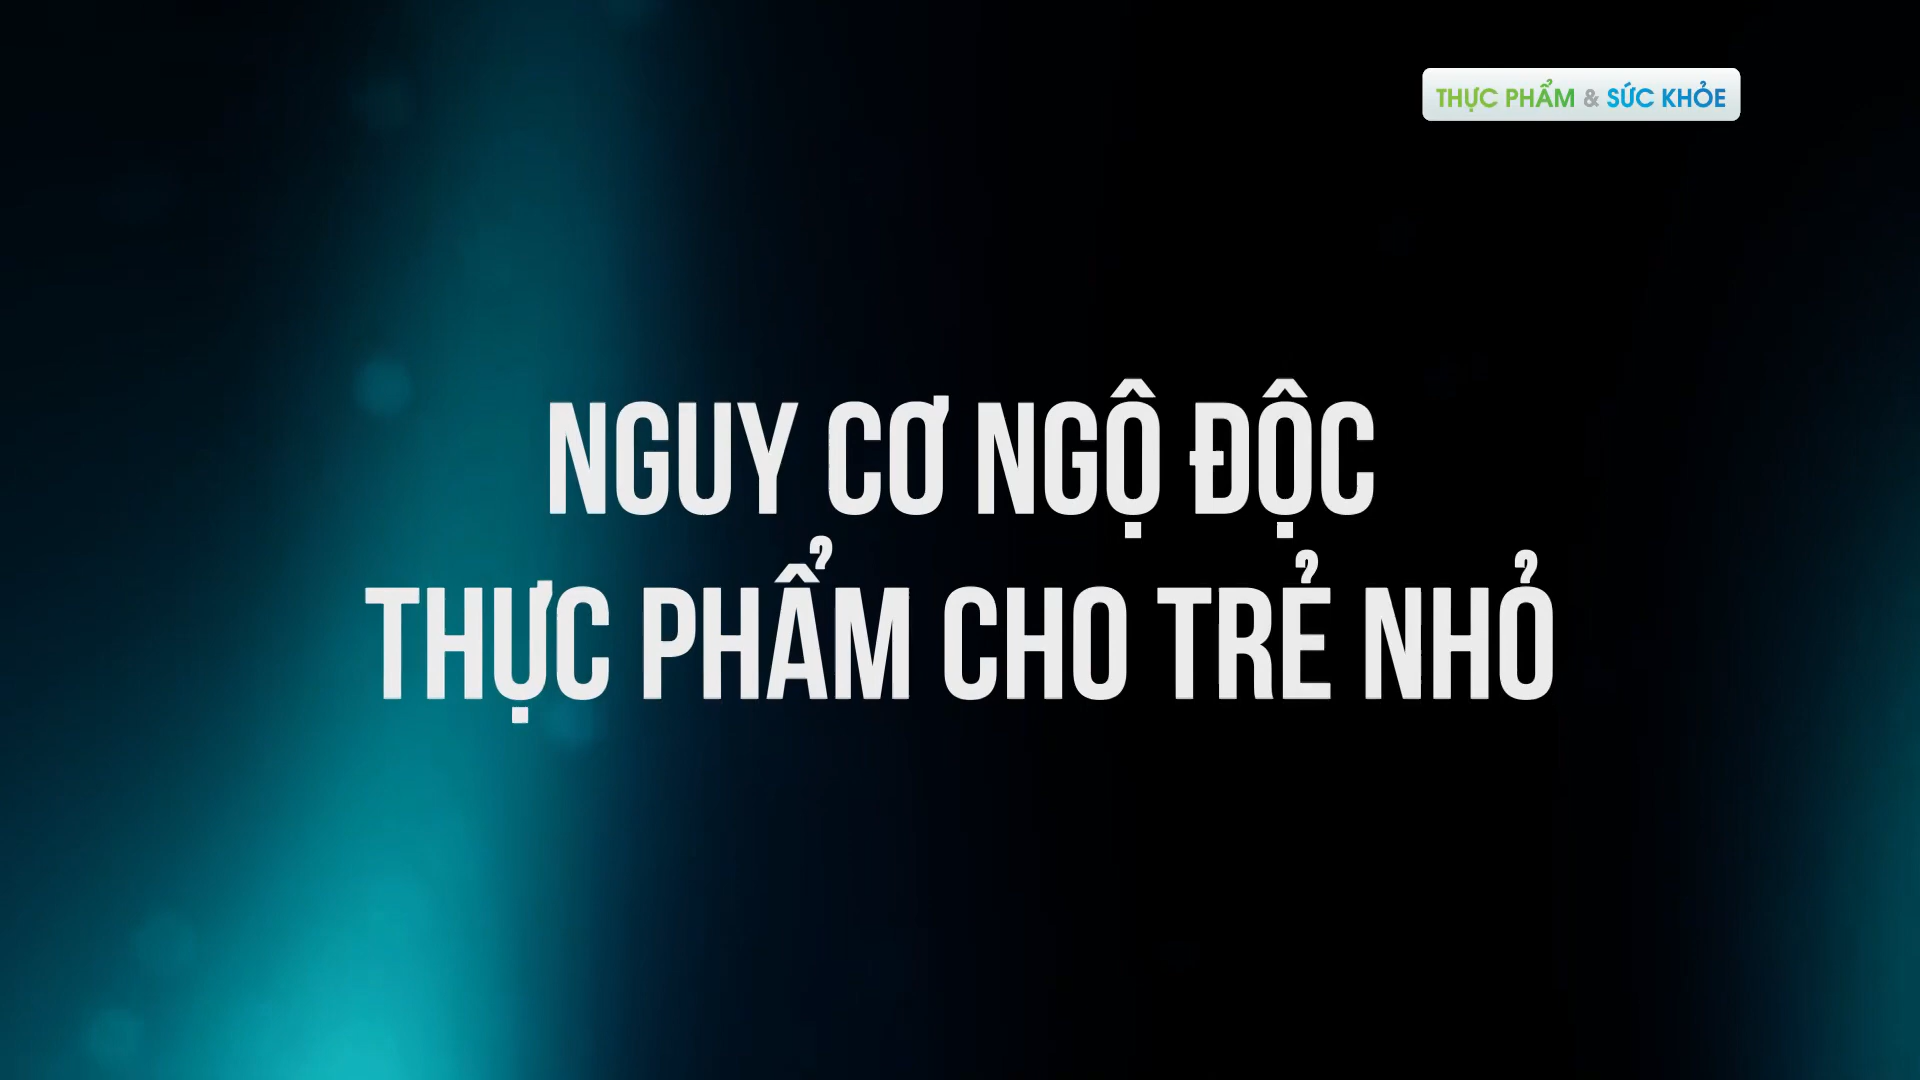 THỰC PHẨM & SỨC KHỎE
NGUY CƠ NGỘ ĐỘC
THỰC PHẨM CHO TRẺ NHỎ